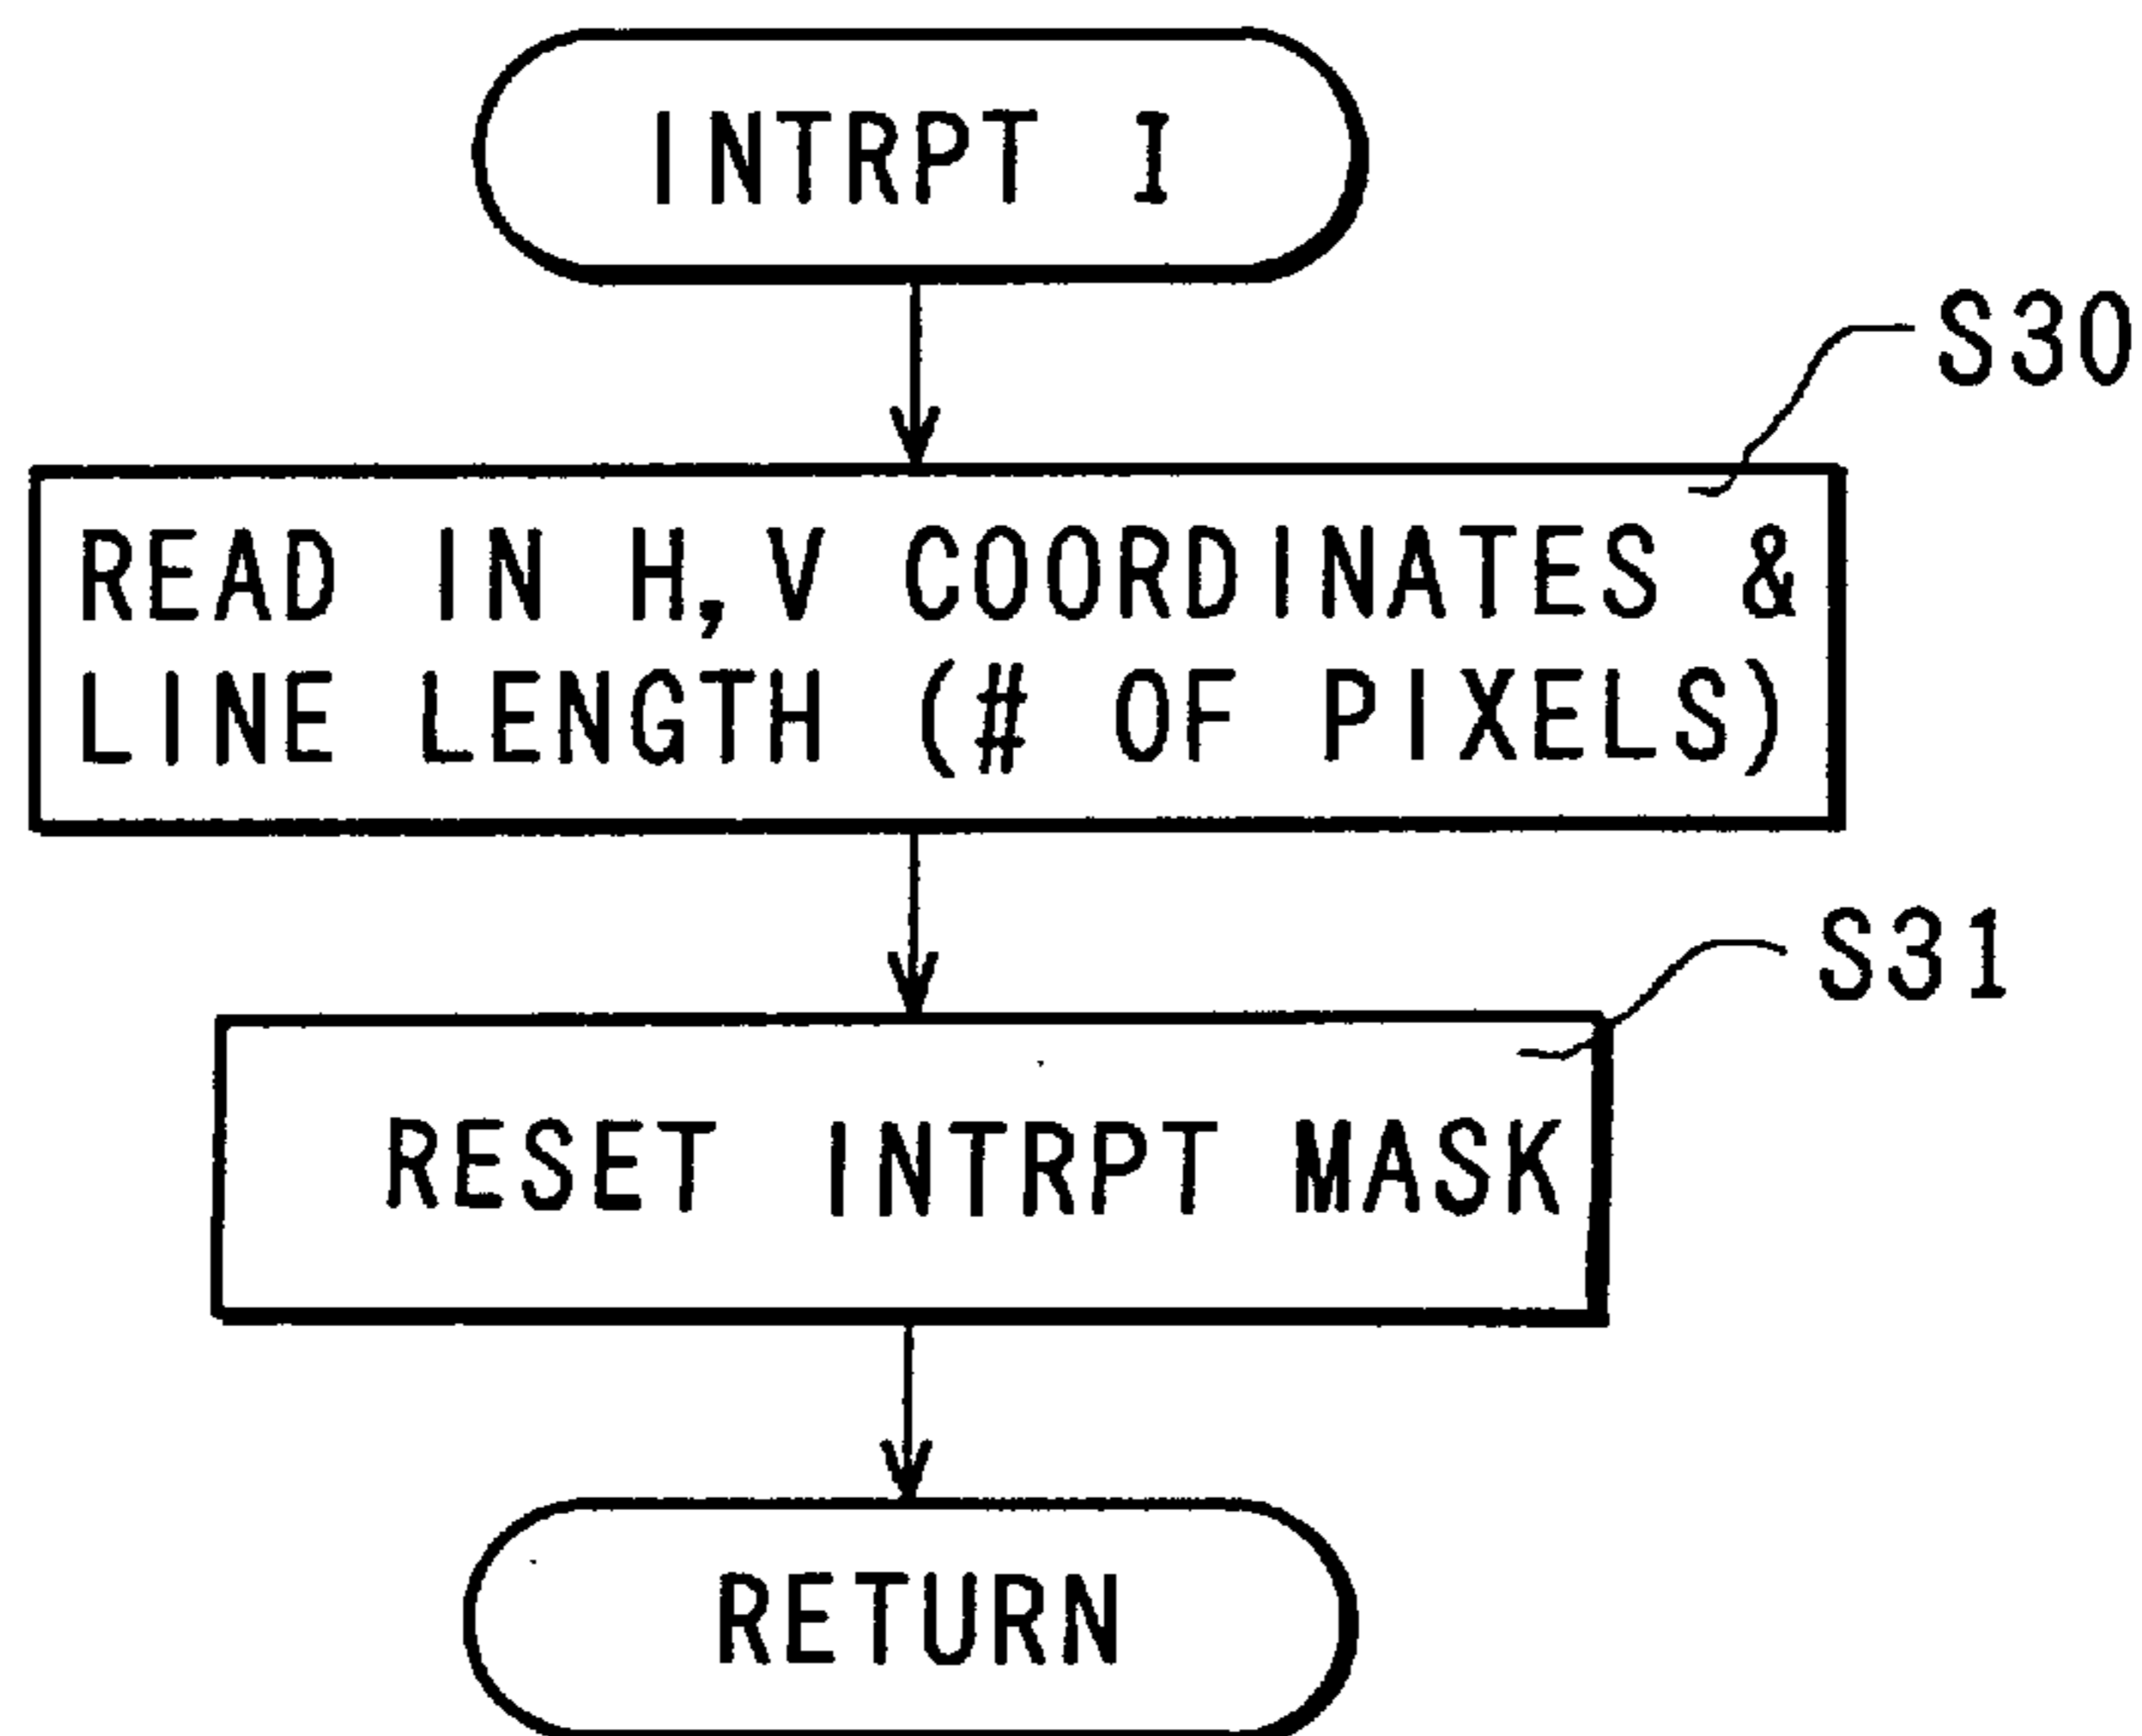 INTRPT I
S30
READ IN H,V COORDINATES &
LINE LENGTH (# OF PIXELS)
S31
RESET INTRPT MASK
RETURN